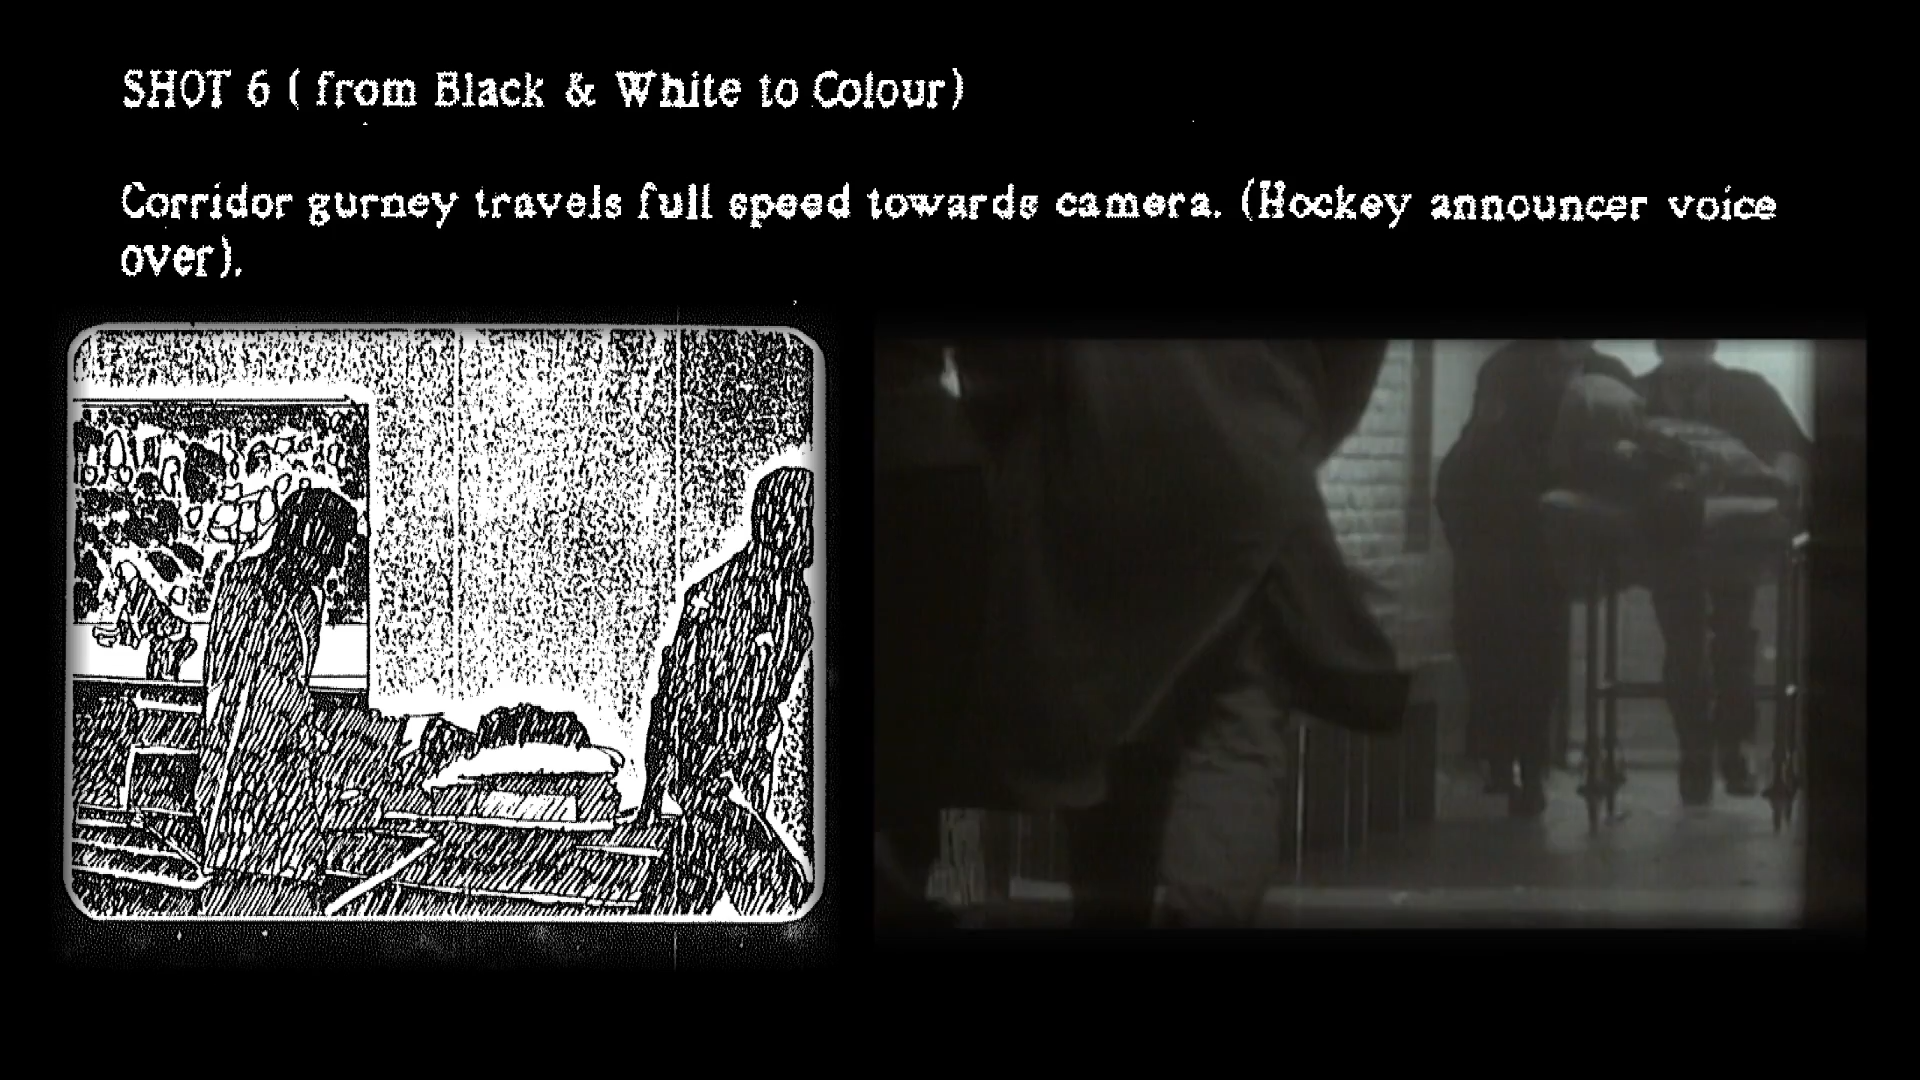 SHOT 6 ( from Black & White to Colour)
Corridor gurney travels full speed towards camera. (Hockey announcer voice
over).